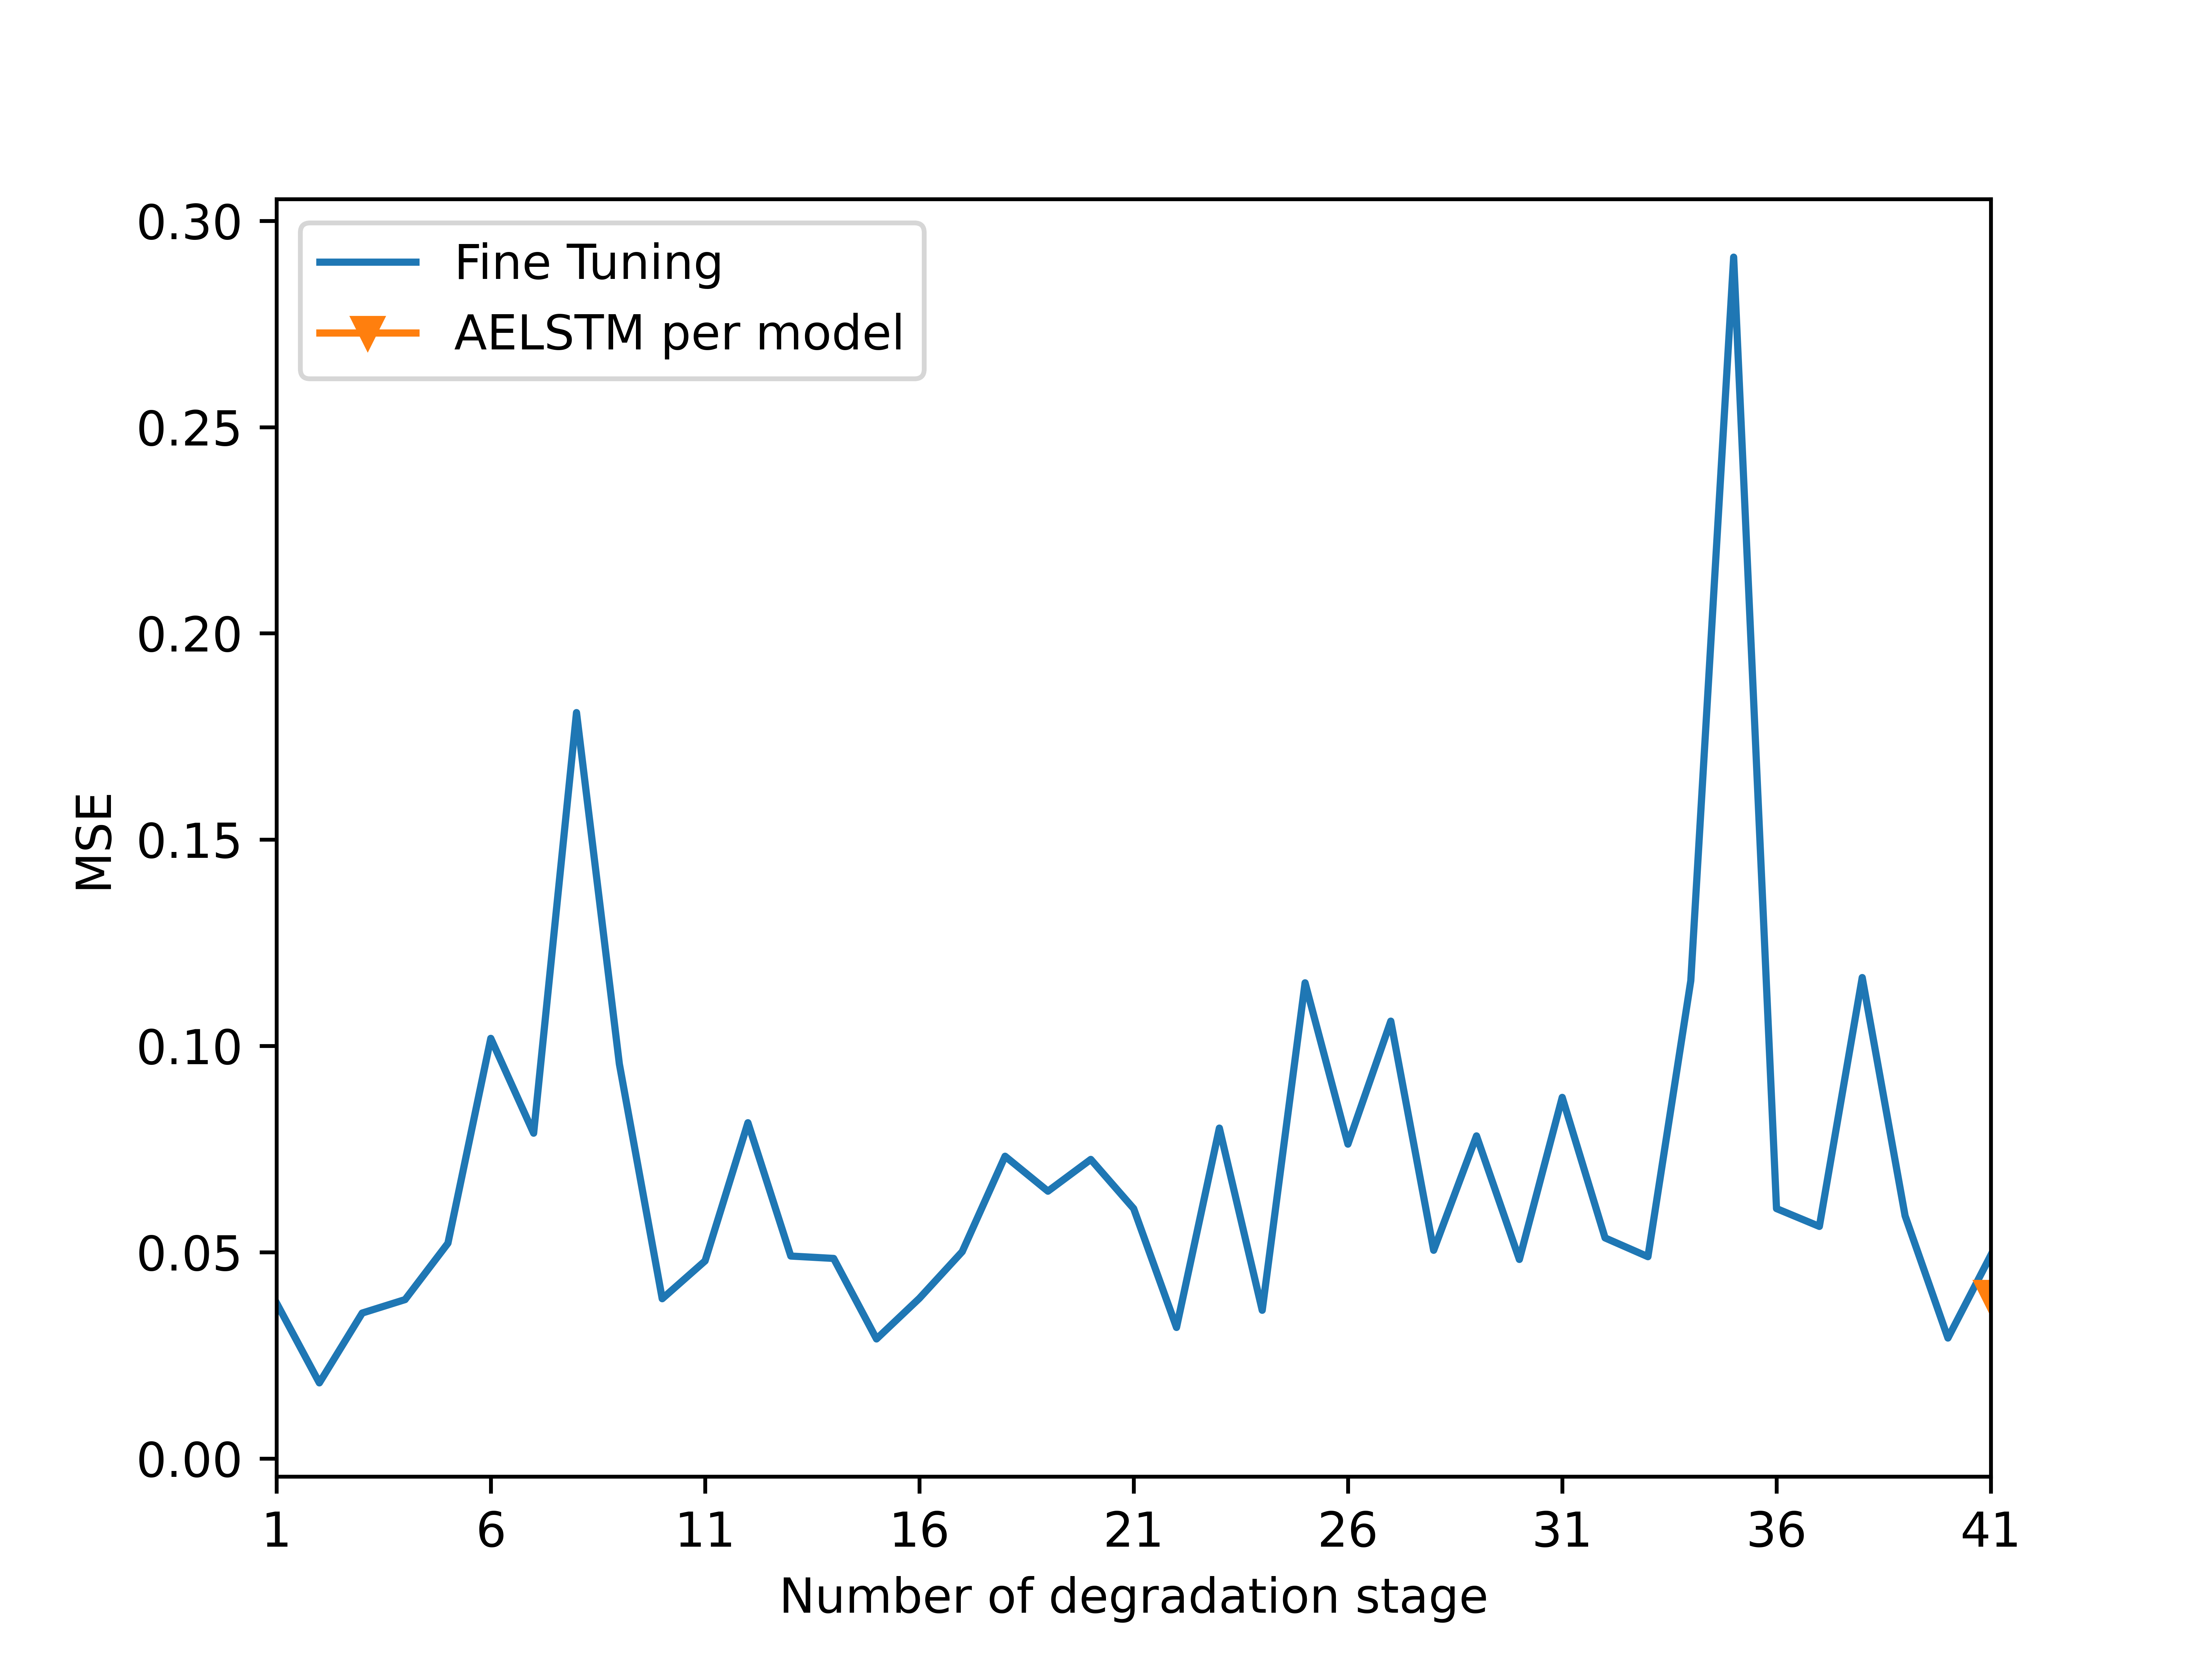 Fine Tuning
AELSTM per model
0.30
0.25
0.20
0.15
0.10
0.05
0.00
MSE
1 6 11 16 21 26 31 36 41
Number of degradation stage